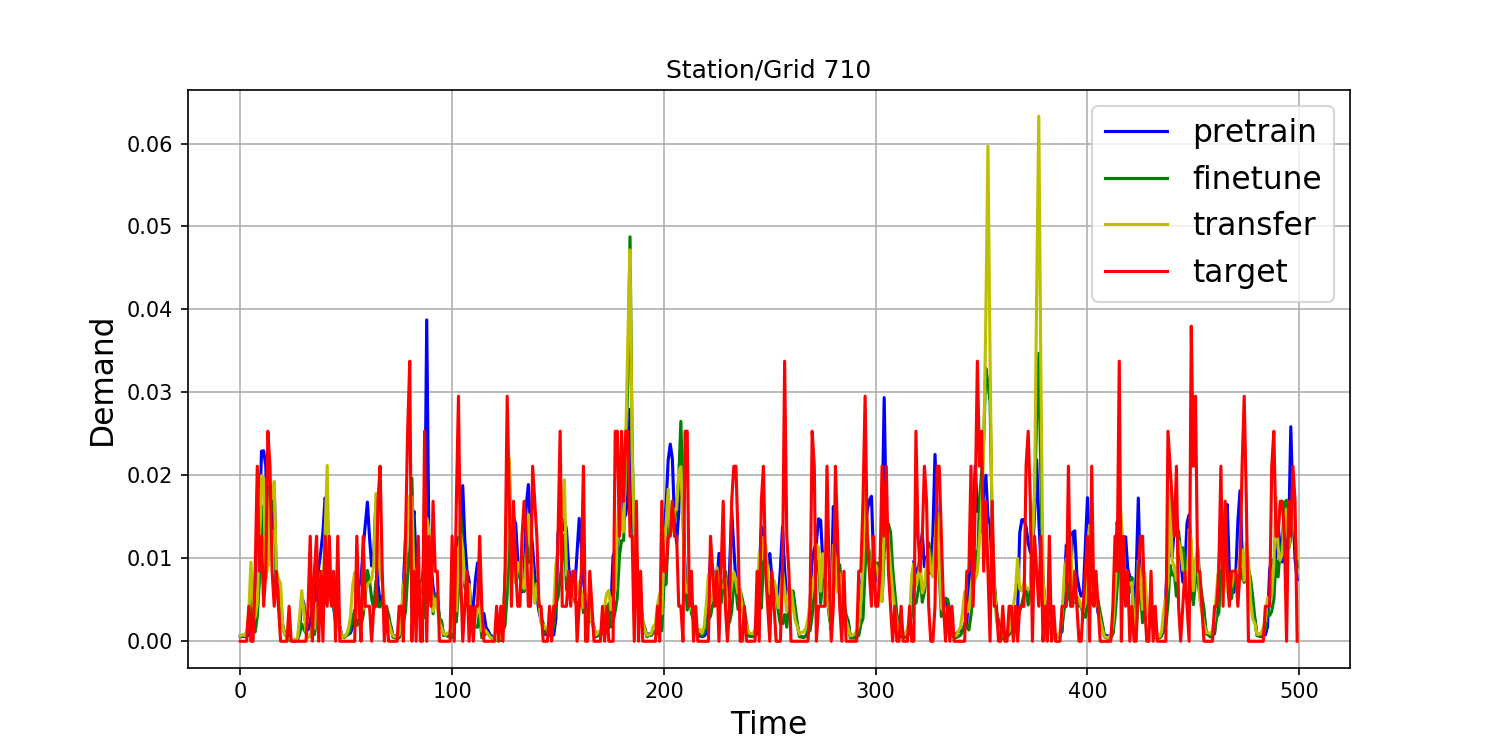 Station/Grid 710
Demand
0.06
0.05
0.04
0.03
0.02
0.01
0.00
pretrain
finetune
transfer
target
0 100 200 300 400 500
Time